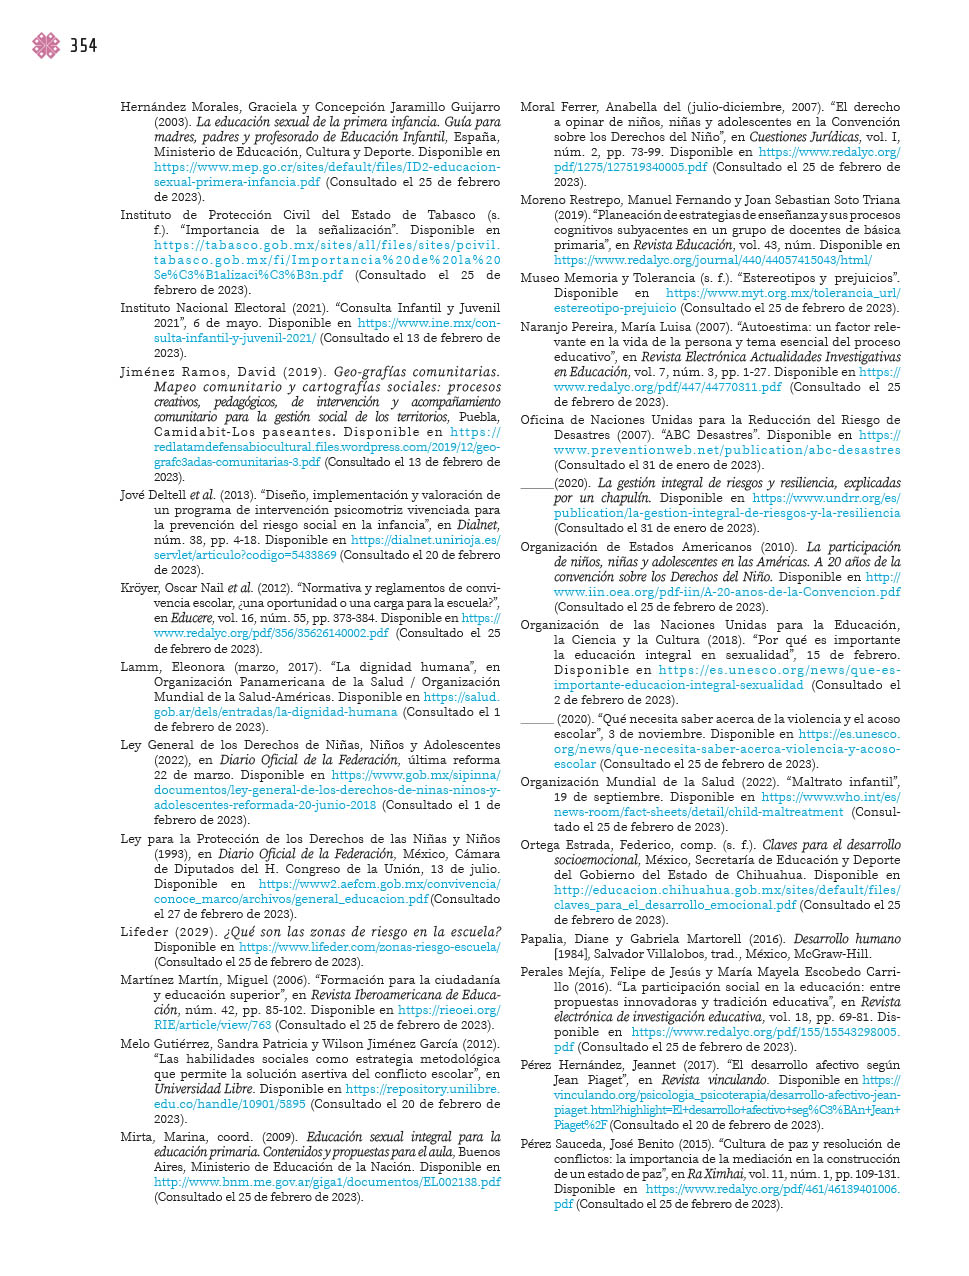 354
Hernández Morales, Graciela y Concepción Jaramillo Guijarro
(2003). La educación sexual de la primera infancia. Guía para
madres, padres y profesorado de Educación Infantil, España,
Ministerio de Educación, Cultura y Deporte. Disponible en
https://www.mep.go.cr/sites/default/files/ID2-educacion-
sexual-primera-infancia.pdf (Consultado el 25 de febrero
de 2023).
Instituto de Protección Civil del Estado de Tabasco (s.
f.). “Importancia de la señalización”. Disponible en
https://tabasco.gob.mx/sites/all/files/sites/pcivil.
tabasco.gob.mx/fi/Importancia%20de%20la%20
Se%C3%B1alizaci%C3%B3n.pdf (Consultado el 25 de
febrero de 2023).
Instituto Nacional Electoral (2021). “Consulta Infantil y Juvenil
2021”, 6 de mayo. Disponible en https://www.ine.mx/con-
sulta-infantil-y-juvenil-2021/ (Consultado el 13 de febrero de
2023).
Jiménez Ramos, David (2019). Geo-grafías comunitarias.
Mapeo comunitario y cartografías sociales: procesos
creativos, pedagógicos, de intervención y acompañamiento
comunitario para la gestión social de los territorios, Puebla,
Camidabit-Los paseantes. Disponible en https://
redlatamdefensabiocultural.files.wordpress.com/2019/12/geo-
grafc3adas-comunitarias-3.pdf (Consultado el 13 de febrero de
2023).
Jové Deltell et al. (2013). “Diseño, implementación y valoración de
un programa de intervención psicomotriz vivenciada para
la prevención del riesgo social en la infancia”, en Dialnet,
núm. 38, pp. 4-18. Disponible en https://dialnet.unirioja.es/
servlet/articulo?codigo=5433869 (Consultado el 20 de febrero
de 2023).
Kröyer, Oscar Nail et al. (2012). “Normativa y reglamentos de convi-
vencia escolar, ¿una oportunidad o una carga para la escuela?”,
en Educere, vol. 16, núm. 55, pp. 373-384. Disponible en https://
www.redalyc.org/pdf/356/35626140002.pdf (Consultado el 25
de febrero de 2023).
Lamm, Eleonora (marzo, 2017). “La dignidad humana”, en
Organización Panamericana de la Salud / Organización
Mundial de la Salud-Américas. Disponible en https://salud.
gob.ar/dels/entradas/la-dignidad-humana (Consultado el 1
de febrero de 2023).
Ley General de los Derechos de Niñas, Niños y Adolescentes
(2022), en Diario Oficial de la Federación, última reforma
22 de marzo. Disponible en https://www.gob.mx/sipinna/
documentos/ley-general-de-los-derechos-de-ninas-ninos-y-
adolescentes-reformada-20-junio-2018 (Consultado el 1 de
febrero de 2023).
Ley para la Protección de los Derechos de las Niñas y Niños
(1993), en Diario Oficial de la Federación, México, Cámara
de Diputados del H. Congreso de la Unión, 13 de julio.
Disponible en https://www2.aefcm.gob.mx/convivencia/
conoce_marco/archivos/general_educacion.pdf (Consultado
el 27 de febrero de 2023).
Lifeder (2029). ¿Qué son las zonas de riesgo en la escuela?
Disponible en https://www.lifeder.com/zonas-riesgo-escuela/
(Consultado el 25 de febrero de 2023).
Martínez Martín, Miguel (2006). “Formación para la ciudadanía
y educación superior”, en Revista Iberoamericana de Educa-
ción, núm. 42, pp. 85-102. Disponible en https://rieoei.org/
RIE/article/view/763 (Consultado el 25 de febrero de 2023).
Melo Gutiérrez, Sandra Patricia y Wilson Jiménez García (2012).
“Las habilidades sociales como estrategia metodológica
que permite la solución asertiva del conflicto escolar”, en
Universidad Libre. Disponible en https://repository.unilibre.
edu.co/handle/10901/5895 (Consultado el 20 de febrero de
2023).
Mirta, Marina, coord. (2009). Educación sexual integral para la
educación primaria. Contenidos y propuestas para el aula, Buenos
Aires, Ministerio de Educación de la Nación. Disponible en
http://www.bnm.me.gov.ar/giga1/documentos/EL002138.pdf
(Consultado el 25 de febrero de 2023).
Moral Ferrer, Anabella del (julio-diciembre, 2007). “El derecho
a opinar de niños, niñas y adolescentes en la Convención
sobre los Derechos del Niño”, en Cuestiones Jurídicas, vol. I,
núm. 2, pp. 73-99. Disponible en https://www.redalyc.org/
pdf/1275/127519340005.pdf (Consultado el 25 de febrero de
2023).
Moreno Restrepo, Manuel Fernando y Joan Sebastian Soto Triana
(2019). “Planeación de estrategias de enseñanza y sus procesos
cognitivos subyacentes en un grupo de docentes de básica
primaria”, en Revista Educación, vol. 43, núm. Disponible en
https://www.redalyc.org/journal/440/44057415043/html/
Museo Memoria y Tolerancia (s. f.). “Estereotipos y prejuicios”.
Disponible en https://www.myt.org.mx/tolerancia_url/
estereotipo-prejuicio (Consultado el 25 de febrero de 2023).
Naranjo Pereira, María Luisa (2007). “Autoestima: un factor rele-
vante en la vida de la persona y tema esencial del proceso
educativo”, en Revista Electrónica Actualidades Investigativas
en Educación, vol. 7, núm. 3, pp. 1-27. Disponible en https://
www.redalyc.org/pdf/447/44770311.pdf (Consultado el 25
de febrero de 2023).
Oficina de Naciones Unidas para la Reducción del Riesgo de
Desastres (2007). “ABC Desastres”. Disponible en https://
www.preventionweb.net/publication/abc-desastres
(Consultado el 31 de enero de 2023).
_____(2020). La gestión integral de riesgos y resiliencia, explicadas
por un chapulín. Disponible en https://www.undrr.org/es/
publication/la-gestion-integral-de-riesgos-y-la-resiliencia
(Consultado el 31 de enero de 2023).
Organización de Estados Americanos (2010). La participación
de niños, niñas y adolescentes en las Américas. A 20 años de la
convención sobre los Derechos del Niño. Disponible en http://
www.iin.oea.org/pdf-iin/A-20-anos-de-la-Convencion.pdf
(Consultado el 25 de febrero de 2023).
Organización de las Naciones Unidas para la Educación,
la Ciencia y la Cultura (2018). “Por qué es importante
la educación integral en sexualidad”, 15 de febrero.
Disponible en https://es.unesco.org/news/que-es-
importante-educacion-integral-sexualidad (Consultado el
2 de febrero de 2023).
_____ (2020). “Qué necesita saber acerca de la violencia y el acoso
escolar”, 3 de noviembre. Disponible en https://es.unesco.
org/news/que-necesita-saber-acerca-violencia-y-acoso-
escolar (Consultado el 25 de febrero de 2023).
Organización Mundial de la Salud (2022). “Maltrato infantil”,
19 de septiembre. Disponible en https://www.who.int/es/
news-room/fact-sheets/detail/child-maltreatment (Consul-
tado el 25 de febrero de 2023).
Ortega Estrada, Federico, comp. (s. f.). Claves para el desarrollo
socioemocional, México, Secretaría de Educación y Deporte
del Gobierno del Estado de Chihuahua. Disponible en
http://educacion.chihuahua.gob.mx/sites/default/files/
claves_para_el_desarrollo_emocional.pdf (Consultado el 25
de febrero de 2023).
Papalia, Diane y Gabriela Martorell (2016). Desarrollo humano
[1984], Salvador Villalobos, trad., México, McGraw-Hill.
Perales Mejía, Felipe de Jesús y María Mayela Escobedo Carri-
llo (2016). “La participación social en la educación: entre
propuestas innovadoras y tradición educativa”, en Revista
electrónica de investigación educativa, vol. 18, pp. 69-81. Dis-
ponible en https://www.redalyc.org/pdf/155/15543298005.
pdf (Consultado el 25 de febrero de 2023).
Pérez Hernández, Jeannet (2017). “El desarrollo afectivo según
Jean Piaget”, en Revista vinculando. Disponible en https://
vinculando.org/psicologia_psicoterapia/desarrollo-afectivo-jean-
piaget.html?highlight=El+desarrollo+afectivo+seg%C3%BAn+Jean+
Piaget%2F (Consultado el 20 de febrero de 2023).
Pérez Sauceda, José Benito (2015). “Cultura de paz y resolución de
conflictos: la importancia de la mediación en la construcción
de un estado de paz”, en Ra Ximhai, vol. 11, núm. 1, pp. 109-131.
Disponible en https://www.redalyc.org/pdf/461/46139401006.
pdf (Consultado el 25 de febrero de 2023).